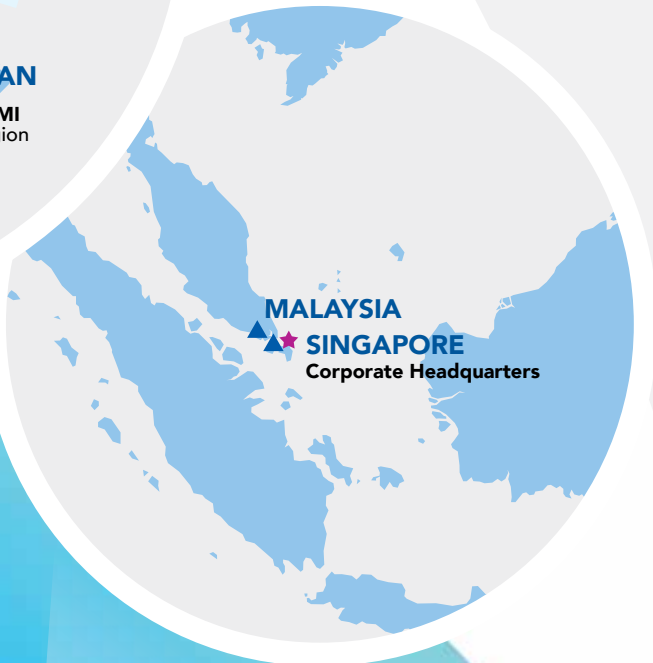 AN
MI
ion
MALAYSIA
SINGAPORE
Corporate Headquarters